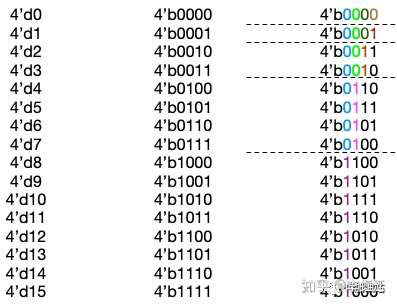 4'd0 4'b0000 4'b0000
4'd1 4'b0001 4'b0001
4'd2 4'b0010 4'b0011
4'd3 4'b0011 4'b0010
4'd4 4'b0100 4'b0110
4'd5 4'b0101 4'b0111
4'd6 4'b0110 4'b0101
4'd7 4'b0111 4'b0100
4'd8 4'b1000 4'b1100
4'd9 4'b1001 4'b1101
4'd10 4'b1010 4'b1111
4'd11 4'b1011 4'b1110
4'd12 4'b1100 4'b1010
4'd13 4'b1101 4'b1011
4'd14 4'b1110 4'b1001
4'd15 4'b1111 4'b1000
知乎